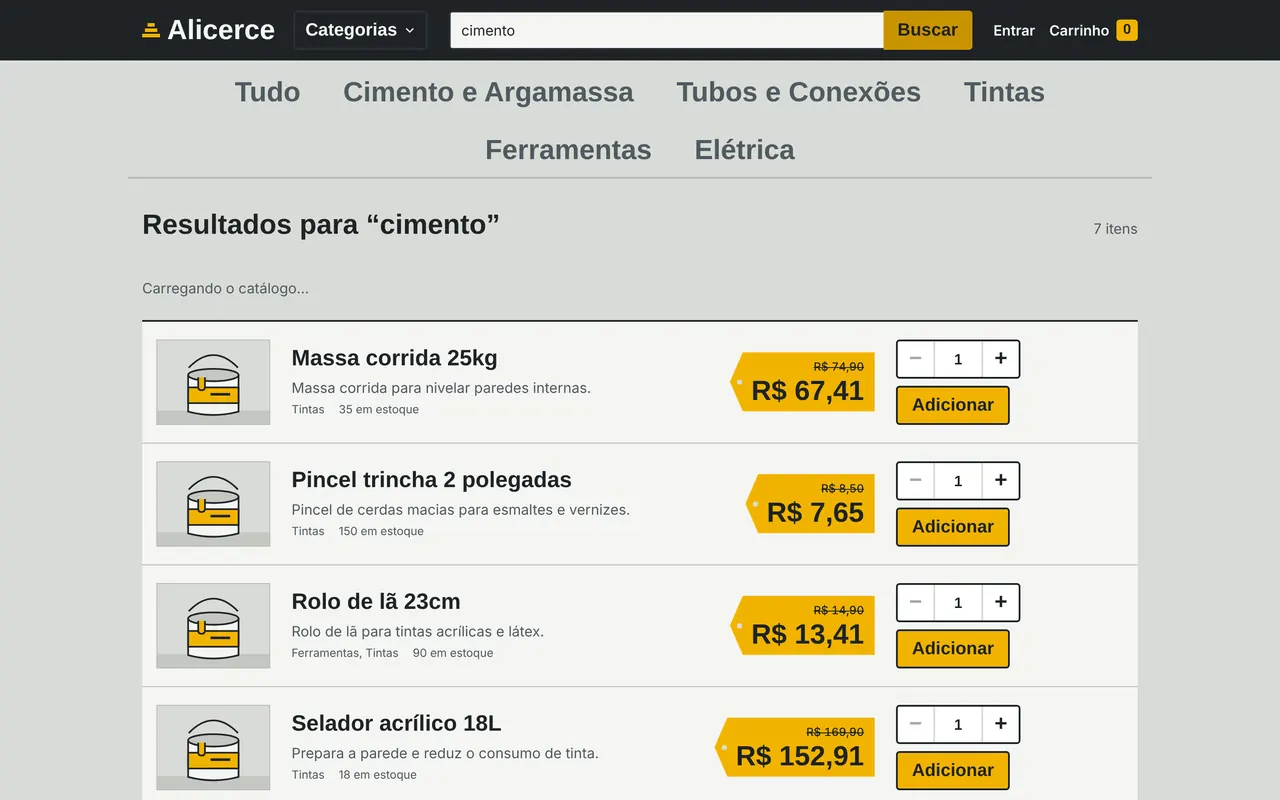 Alicerce Categorias cimento Buscar Entrar Carrinho 0
Tudo Cimento e Argamassa Tubos e Conexões Tintas
Ferramentas Elétrica
Resultados para “cimento” 7 itens
Carregando o catálogo...
Massa corrida 25kg
Massa corrida para nivelar paredes internas.
Tintas 35 em estoque
R$ 74,90
R$ 67,41
− 1 +
Adicionar
Pincel trincha 2 polegadas
Pincel de cerdas macias para esmaltes e vernizes.
Tintas 150 em estoque
R$ 8,50
R$ 7,65
− 1 +
Adicionar
Rolo de lã 23cm
Rolo de lã para tintas acrílicas e látex.
Ferramentas, Tintas 90 em estoque
R$ 14,90
R$ 13,41
− 1 +
Adicionar
Selador acrílico 18L
Prepara a parede e reduz o consumo de tinta.
Tintas 18 em estoque
R$ 169,90
R$ 152,91
− 1 +
Adicionar